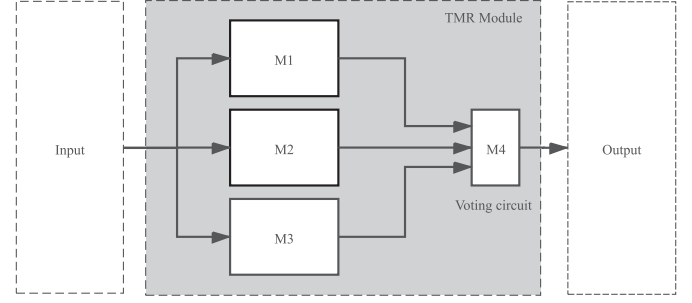 TMR Module
M1
Input
M2
M4
Output
Voting circuit
M3